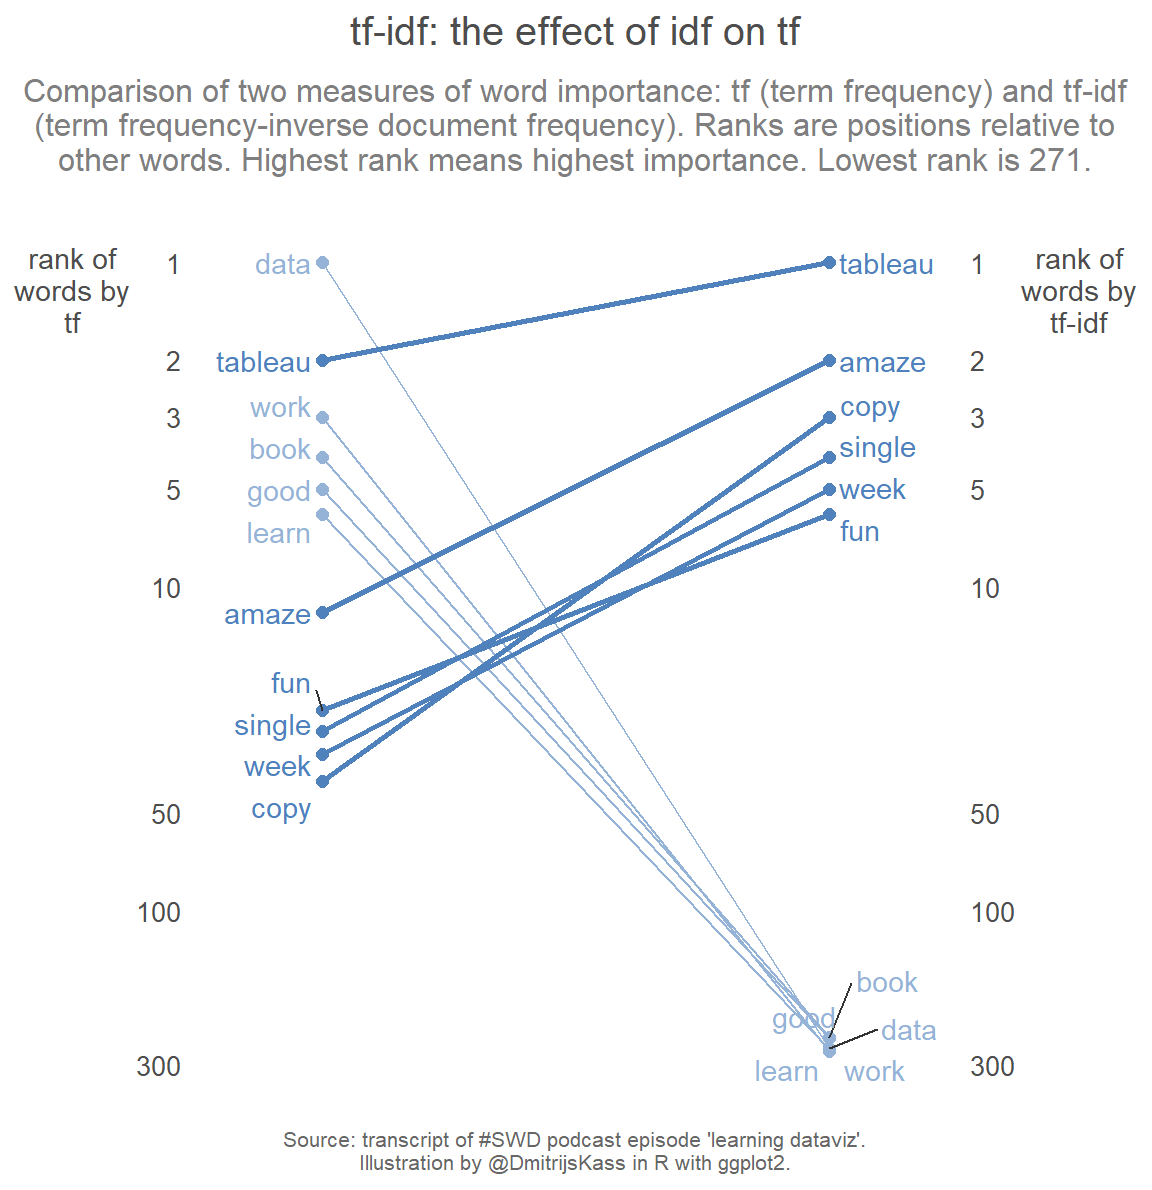 tf-idf: the effect of idf on tf
Comparison of two measures of word importance: tf (term frequency) and tf-idf
(term frequency-inverse document frequency). Ranks are positions relative to
other words. Highest rank means highest importance. Lowest rank is 271.
rank of
words by
tf
1
2
3
5
10
50
100
300
data
tableau
work
book
good
learn
amaze
fun
single
week
copy
tableau
amaze
copy
single
week
fun
book
good
data
learn
work
1
2
3
5
10
50
100
300
rank of
words by
tf-idf
Source: transcript of #SWD podcast episode 'learning dataviz'.
Illustration by @DmitrijsKass in R with ggplot2.